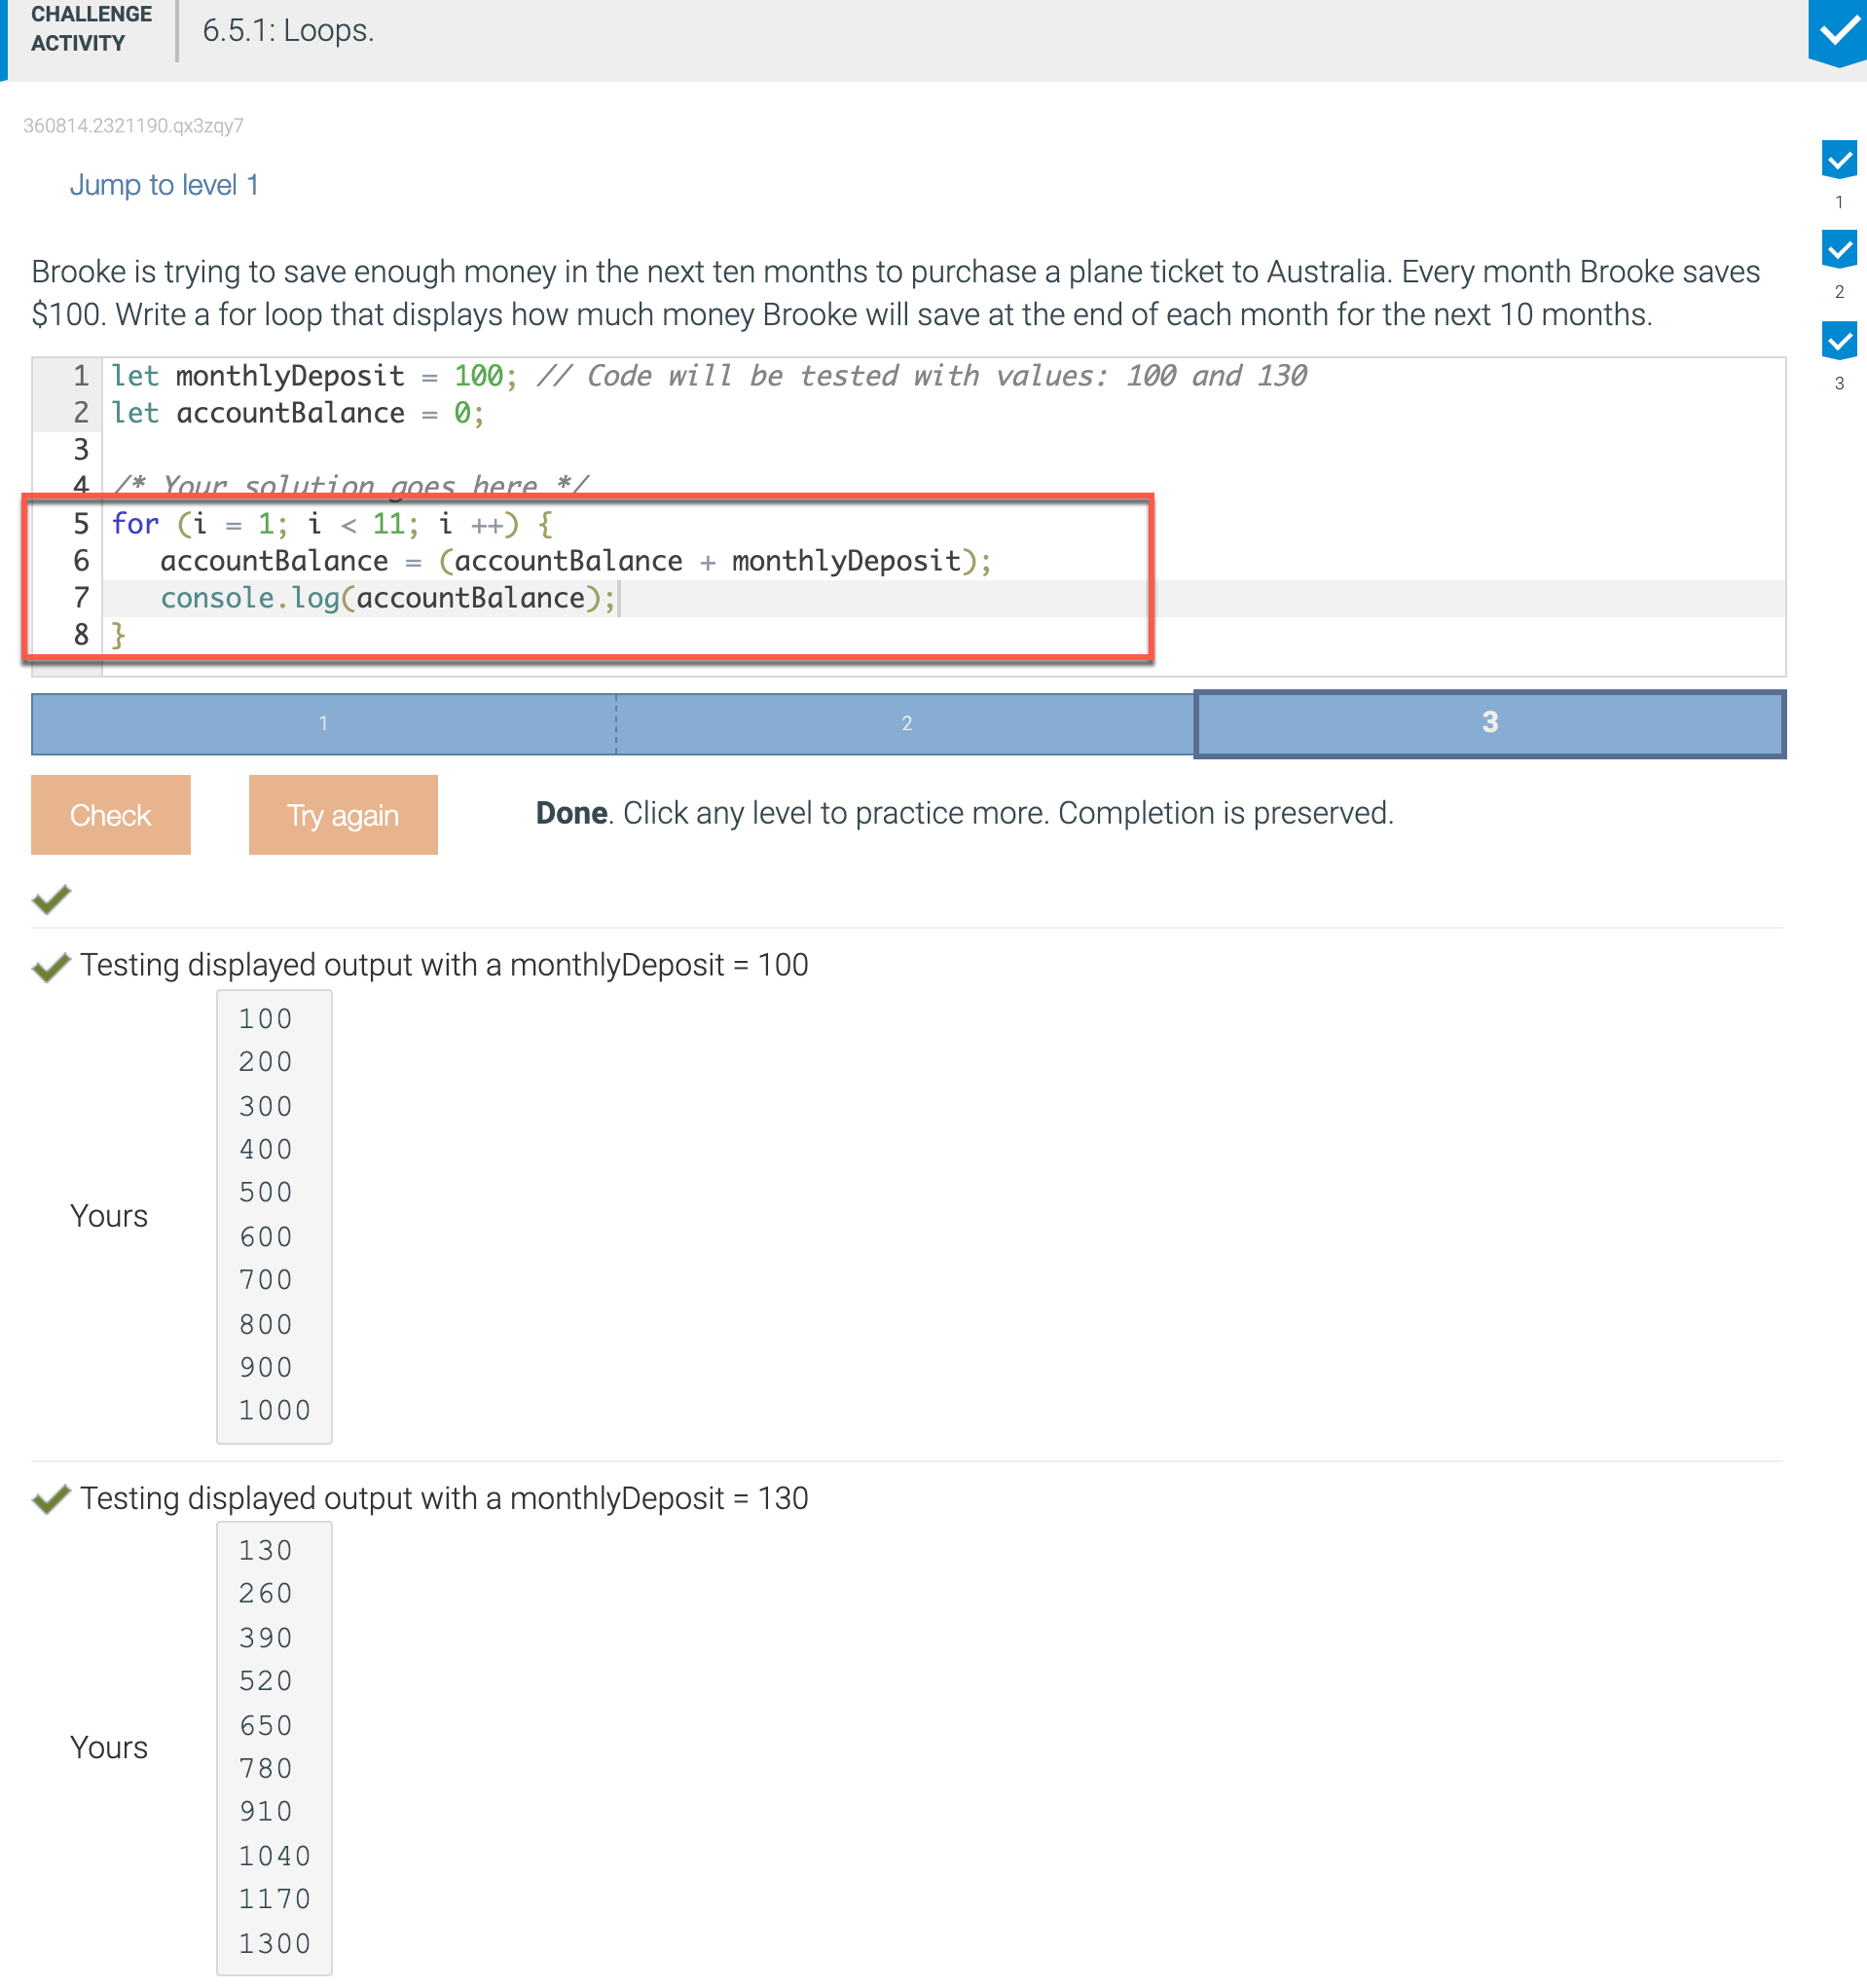 CHALLENGE
ACTIVITY
6.5.1: Loops.
360814.2321190.qx3zqy7
Jump to level 1
1
2
3
Brooke is trying to save enough money in the next ten months to purchase a plane ticket to Australia. Every month Brooke saves
$100. Write a for loop that displays how much money Brooke will save at the end of each month for the next 10 months.
1 let monthlyDeposit = 100; // Code will be tested with values: 100 and 130
2 let accountBalance = 0;
3
4 /* Your solution goes here */
5 for (i = 1; i < 11; i ++) {
6    accountBalance = (accountBalance + monthlyDeposit);
7    console.log(accountBalance);
8 }
1 2 3
Check Try again Done. Click any level to practice more. Completion is preserved.
Testing displayed output with a monthlyDeposit = 100
Yours
100
200
300
400
500
600
700
800
900
1000
Testing displayed output with a monthlyDeposit = 130
Yours
130
260
390
520
650
780
910
1040
1170
1300